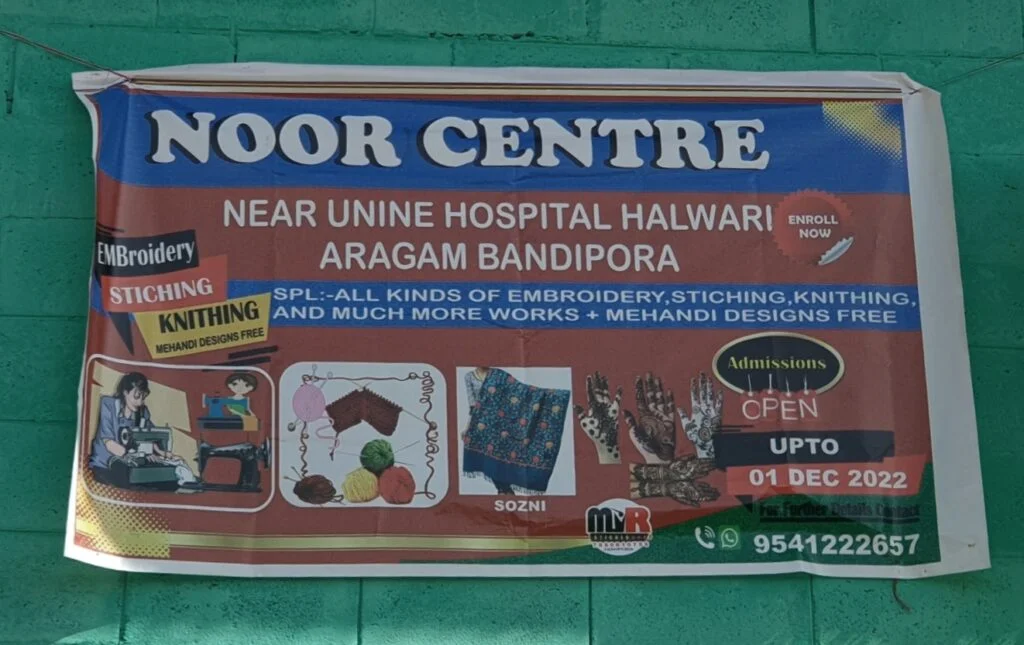 NOOR CENTRE
NEAR UNINE HOSPITAL HALWARI
ARAGAM BANDIPORA
ENROLL
NOW
EMBroidery
STICHING
KNITHING
MEHANDI DESIGNS FREE
SPL:-ALL KINDS OF EMBROIDERY,STICHING,KNITHING,
AND MUCH MORE WORKS + MEHANDI DESIGNS FREE
Admissions
OPEN
UPTO
01 DEC 2022
SOZNI
For Further Details Contact
9541222657